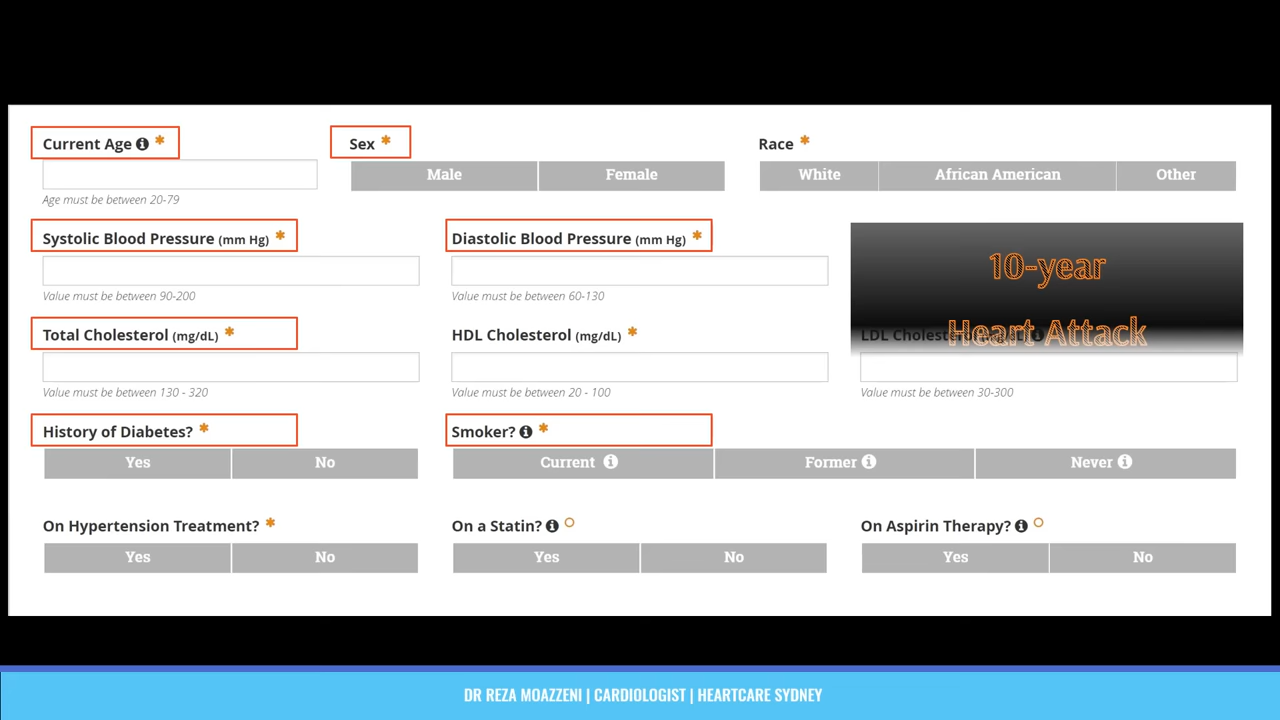 Current Age *
Sex *
Race *
Male Female
White African American Other
Age must be between 20-79
Systolic Blood Pressure (mm Hg) *
Diastolic Blood Pressure (mm Hg) *
10-year
Heart Attack
Value must be between 90-200
Value must be between 60-130
Total Cholesterol (mg/dL) *
HDL Cholesterol (mg/dL) *
LDL
Value must be between 130 - 320
Value must be between 20 - 100
Value must be between 30-300
History of Diabetes? *
Smoker? *
Yes No
Current Former Never
On Hypertension Treatment? *
On a Statin?
On Aspirin Therapy?
Yes No
Yes No
Yes No
DR REZA MOAZZENI | CARDIOLOGIST | HEARTCARE SYDNEY